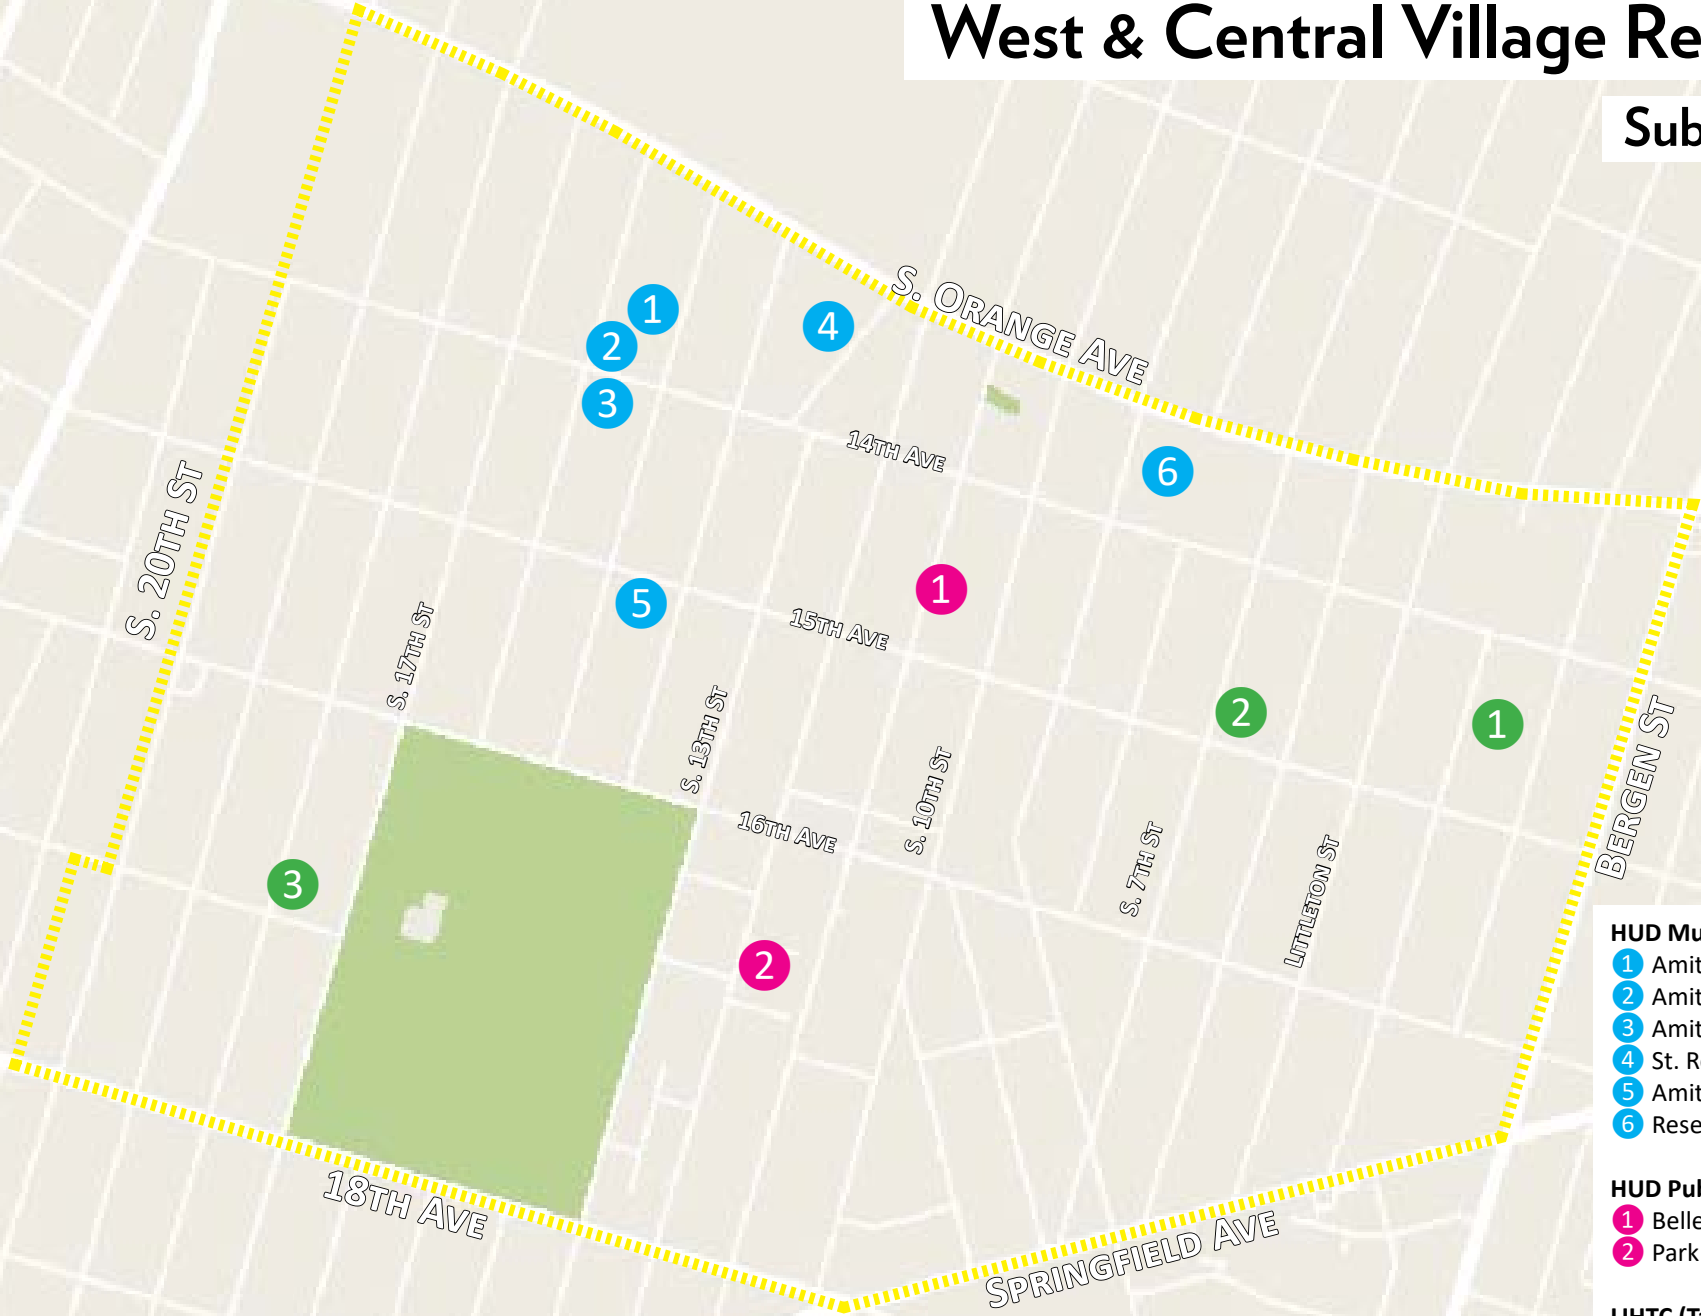 West & Central Village Re
Sub
S. ORANGE AVE
1
2
4
3
14TH AVE
6
S. 20TH ST
1
5
15TH AVE
S. 17TH ST
S. 13TH ST
2
1
BERGEN ST
S. 10TH ST
16TH AVE
S. 7TH ST
LITTLETON ST
3
2
18TH AVE
SPRINGFIELD AVE
HUD Mu
1 Amit
2 Amit
3 Amit
4 St. R
5 Amit
6 Rese
HUD Pub
1 Belle
2 Park